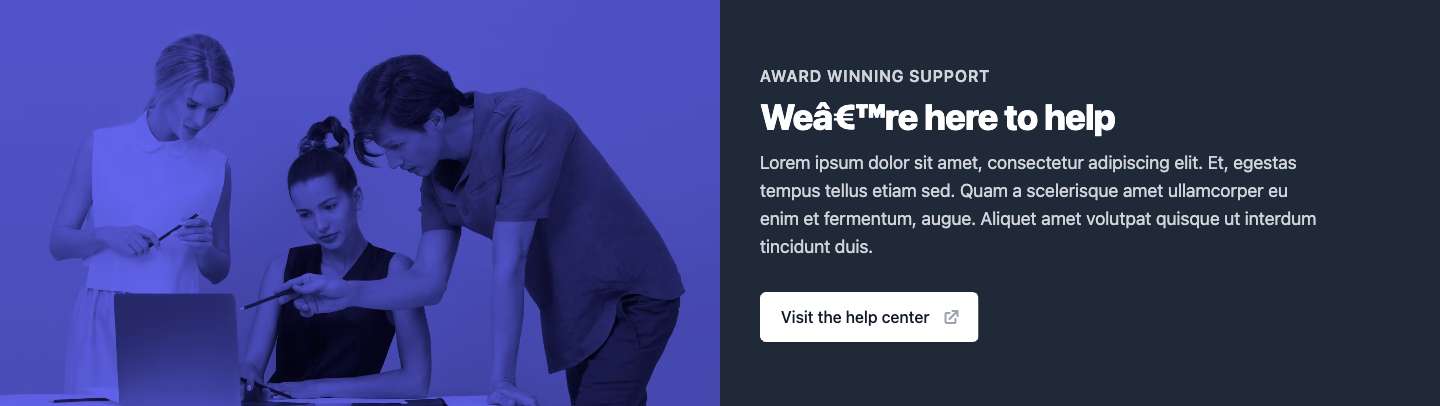 AWARD WINNING SUPPORT
Weâ€™re here to help
Lorem ipsum dolor sit amet, consectetur adipiscing elit. Et, egestas
tempus tellus etiam sed. Quam a scelerisque amet ullamcorper eu
enim et fermentum, augue. Aliquet amet volutpat quisque ut interdum
tincidunt duis.
Visit the help center